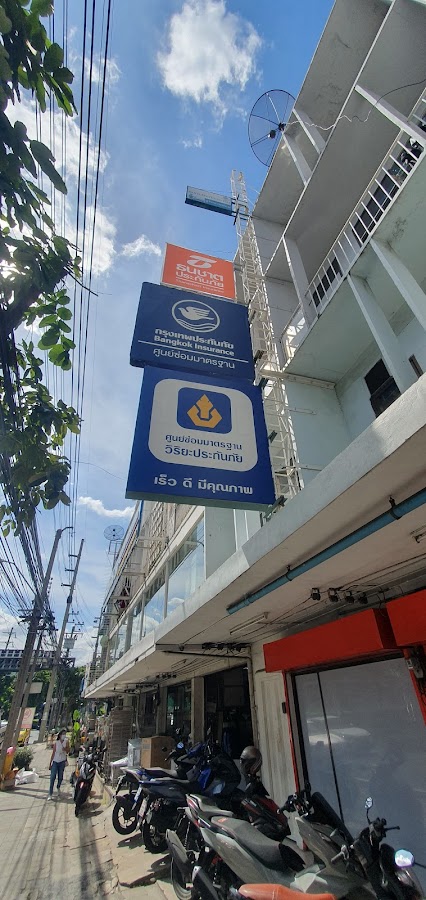 ธนชาต
ประกันภัย
กรุงเทพประกันภัย
Bangkok Insurance
ศูนย์ซ่อมมาตรฐาน
ศูนย์ซ่อมมาตรฐาน
วิริยะประกันภัย
เร็ว ดี มีคุณภาพ